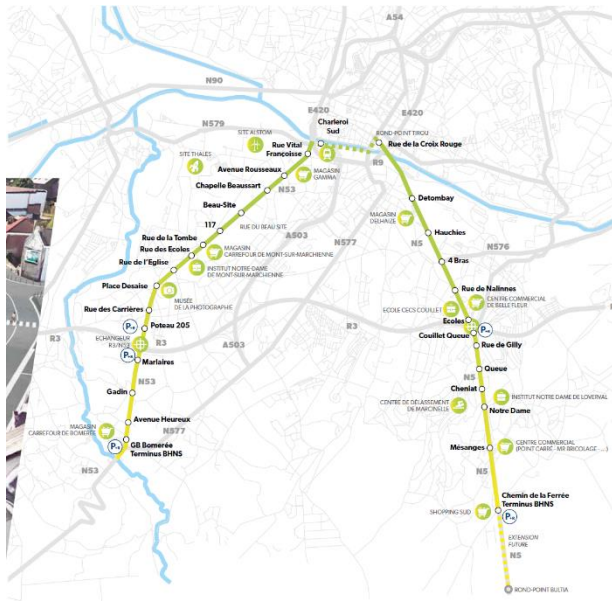 A54
N90
E420
E420
N579
SITE ALSTOM
Charleroi
Sud
ROND-POINT TIROU
Rue de la Croix Rouge
R9
Rue Vital
Françoisse
SITE THALES
Avenue Rousseaux
MAGASIN
GAMMA
N53
Chapelle Beaussart
Beau-Site
117
RUE DU BEAU SITE
Detombay
MAGASIN
DELHAIZE
Hauchies
A503
N577
N5
N576
4 Bras
Rue de la Tombe
Rue des Ecoles
MAGASIN
CARREFOUR DE MONT-SUR-MARCHIENNE
Rue de l'Eglise
INSTITUT NOTRE DAME
DE MONT-SUR-MARCHIENNE
Place Desaise
MUSÉE
DE LA PHOTOGRAPHIE
Rue de Nalinnes
CENTRE COMMERCIAL
DE BELLE FLEUR
ECOLE CECS COUILLET
Ecoles
Couillet Queue
Rue de Gilly
Rue des Carrières
Poteau 205
R3
ECHANGEUR
R3/N53
R3
A503
R3
Marlaires
N5
Queue
Gadin
N53
Cheniat
INSTITUT NOTRE DAME DE LOVERVAL
CENTRE DE DÉLASSEMENT
DE MARCINELLE
Notre Dame
Avenue Heureux
N577
MAGASIN
CARREFOUR DE BOMERÉE
GB Bomerée
Terminus BHNS
N53
Mésanges
CENTRE COMMERCIAL
(POINT CARRÉ - MR BRICOLAGE - ... )
N5
Chemin de la Ferrée
Terminus BHNS
SHOPPING SUD
EXTENSION
FUTURE
N5
ROND-POINT BULTIA